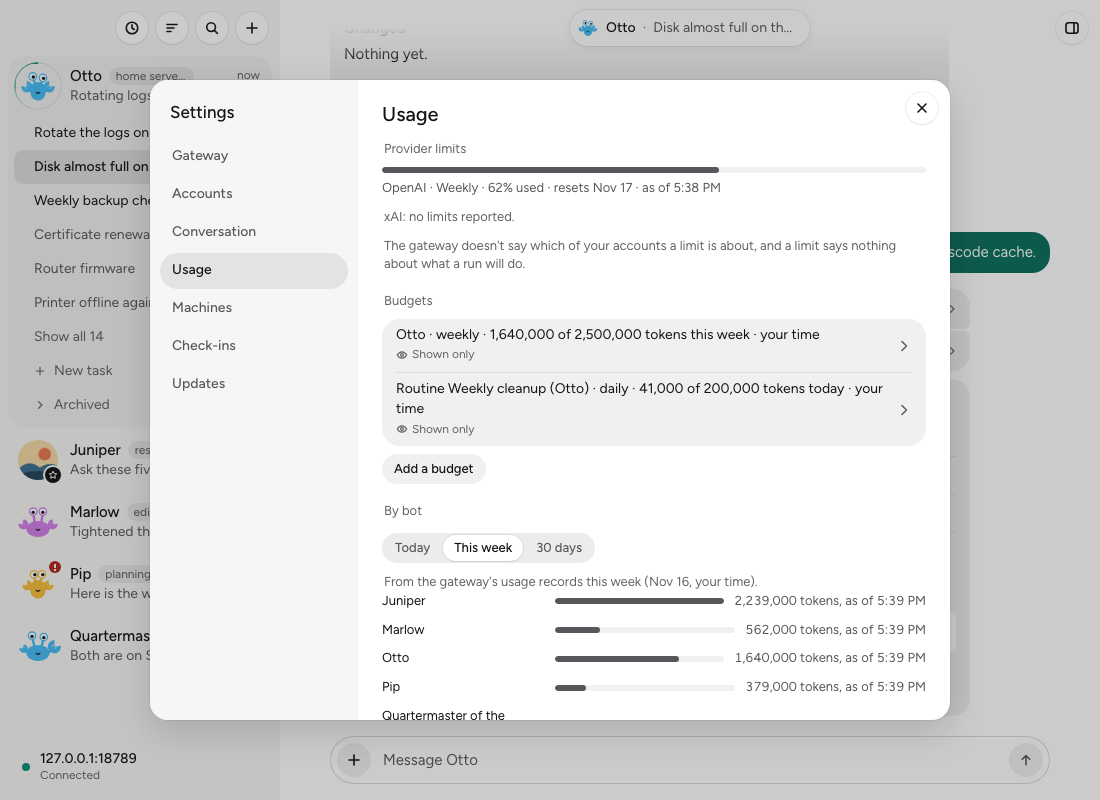 Otto · Disk almost full on th...
Nothing yet.
Otto home serve... now
Rotating logs
Rotate the logs on
Disk almost full on
Weekly backup che
Certificate renewa
Router firmware
Printer offline again
Show all 14
New task
Archived
Juniper res
Ask these fiv
Marlow edi
Tightened th
Pip planning
Here is the w
Quartermas
Both are on S
127.0.0.1:18789
Connected
scode cache.
Message Otto
Settings
Gateway
Accounts
Conversation
Usage
Machines
Check-ins
Updates
Usage
Provider limits
OpenAI · Weekly · 62% used · resets Nov 17 · as of 5:38 PM
xAI: no limits reported.
The gateway doesn't say which of your accounts a limit is about, and a limit says nothing
about what a run will do.
Budgets
Otto · weekly · 1,640,000 of 2,500,000 tokens this week · your time
Shown only
Routine Weekly cleanup (Otto) · daily · 41,000 of 200,000 tokens today · your
time
Shown only
Add a budget
By bot
Today This week 30 days
From the gateway's usage records this week (Nov 16, your time).
Juniper 2,239,000 tokens, as of 5:39 PM
Marlow 562,000 tokens, as of 5:39 PM
Otto 1,640,000 tokens, as of 5:39 PM
Pip 379,000 tokens, as of 5:39 PM
Quartermaster of the